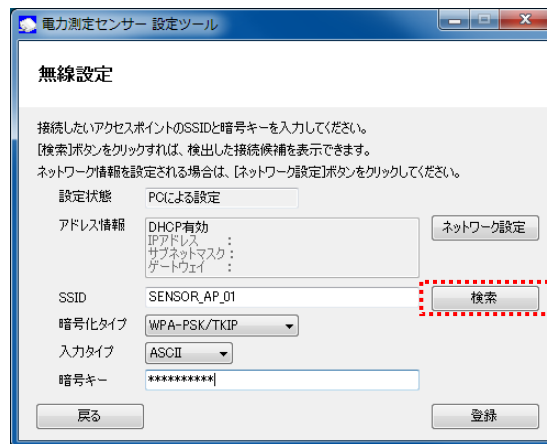 電力測定センサー 設定ツール
無線設定
接続したいアクセスポイントのSSIDと暗号キーを入力してください。
[検索]ボタンをクリックすれば、検出した接続候補を表示できます。
ネットワーク情報を設定される場合は、[ネットワーク設定]ボタンをクリックしてください。
設定状態 PCによる設定
アドレス情報 DHCP有効 ネットワーク設定
IPアドレス :
サブネットマスク :
ゲートウェイ :
SSID SENSOR_AP_01 検索
暗号化タイプ WPA-PSK/TKIP
入力タイプ ASCII
暗号キー **********
戻る 登録